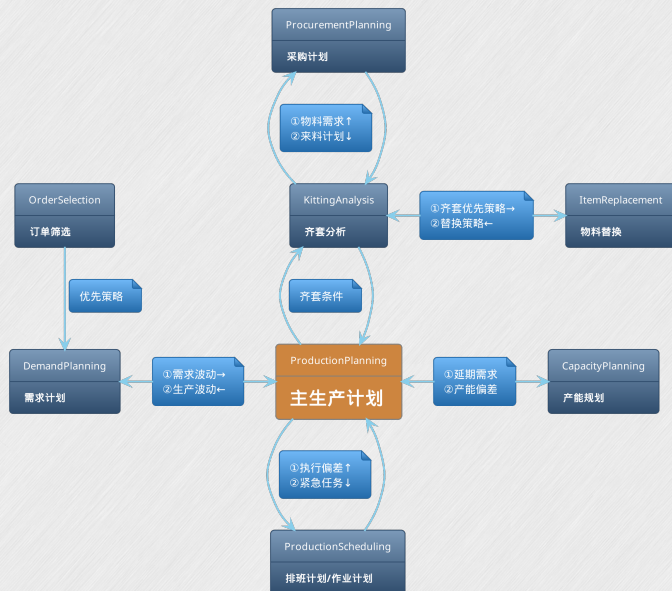 ProcurementPlanning
采购计划
①物料需求↑
②来料计划↓
OrderSelection
订单筛选
KittingAnalysis
齐套分析
①齐套优先策略→
②替换策略←
ItemReplacement
物料替换
优先策略
齐套条件
DemandPlanning
需求计划
①需求波动→
②生产波动←
ProductionPlanning
主生产计划
①延期需求
②产能偏差
CapacityPlanning
产能规划
①执行偏差↑
②紧急任务↓
ProductionScheduling
排班计划/作业计划